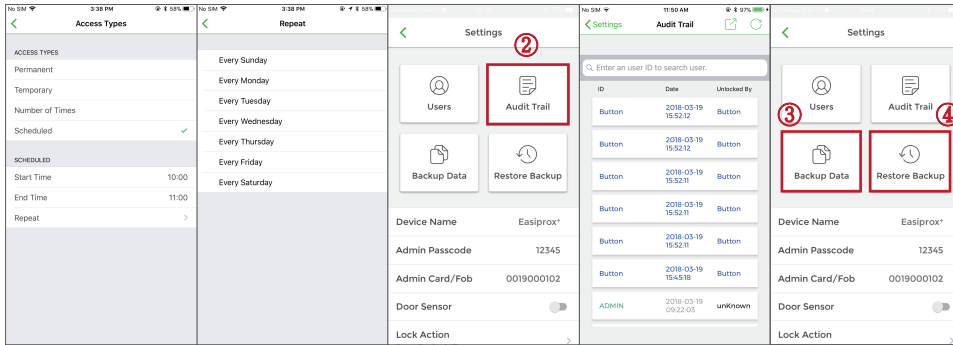 No SIM 3:38 PM 58%
Access Types
ACCESS TYPES
Permanent
Temporary
Number of Times
Scheduled
SCHEDULED
Start Time 10:00
End Time 11:00
Repeat
No SIM 3:38 PM 58%
Repeat
Every Sunday
Every Monday
Every Tuesday
Every Wednesday
Every Thursday
Every Friday
Every Saturday
Settings
②
Users Audit Trail
Backup Data Restore Backup
Device Name Easiprox+
Admin Passcode 12345
Admin Card/Fob 0019000102
Door Sensor
Lock Action
No SIM 11:50 AM 97%
Settings Audit Trail
Enter an user ID to search user.
ID Date Unlocked By
Button 2018-03-19 15:52:12 Button
Button 2018-03-19 15:52:12 Button
Button 2018-03-19 15:52:11 Button
Button 2018-03-19 15:52:11 Button
Button 2018-03-19 15:52:11 Button
Button 2018-03-19 15:45:18 Button
ADMIN 2018-03-19 09:22:03 unKnown
Settings
Users Audit Trail
③ ④
Backup Data Restore Backup
Device Name Easiprox+
Admin Passcode 12345
Admin Card/Fob 0019000102
Door Sensor
Lock Action